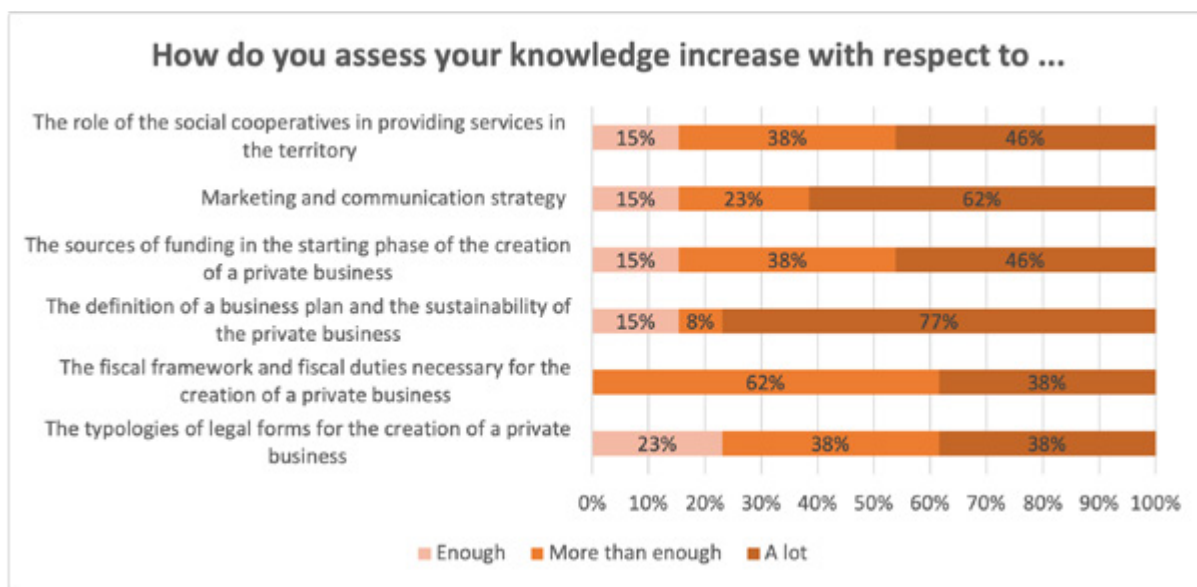 How do you assess your knowledge increase with respect to ...
The role of the social cooperatives in providing services in
the territory
15% 38% 46%
Marketing and communication strategy
15% 23% 62%
The sources of funding in the starting phase of the creation
of a private business
15% 38% 46%
The definition of a business plan and the sustainability of
the private business
15% 8% 77%
The fiscal framework and fiscal duties necessary for the
creation of a private business
62% 38%
The typologies of legal forms for the creation of a private
business
23% 38% 38%
0% 10% 20% 30% 40% 50% 60% 70% 80% 90% 100%
Enough More than enough A lot